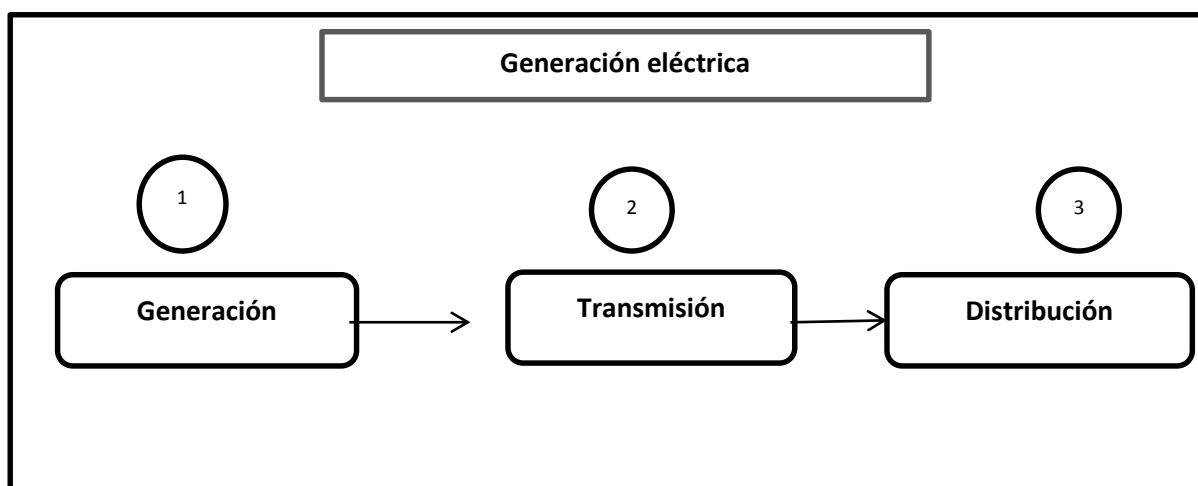 Generación eléctrica
1
2
3
Generación
Transmisión
Distribución